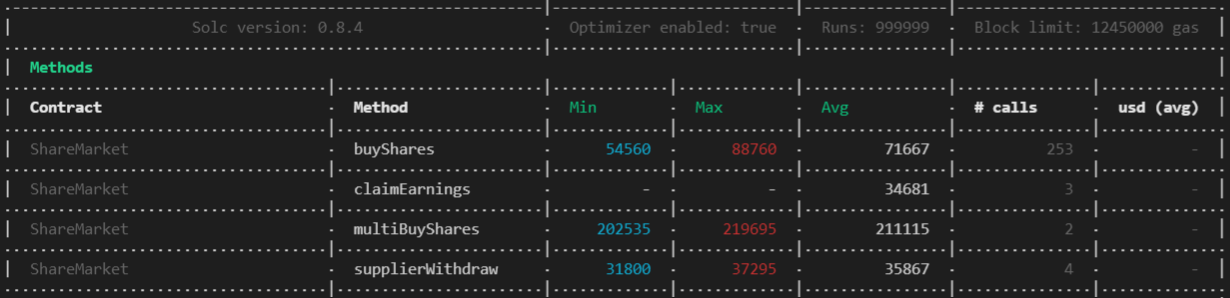 Solc version: 0.8.4 Optimizer enabled: true Runs: 999999 Block limit: 12450000 gas
Methods
Contract Method Min Max Avg # calls usd (avg)
ShareMarket buyShares 54560 88760 71667 253 -
ShareMarket claimEarnings - - 34681 3 -
ShareMarket multiBuyShares 202535 219695 211115 2 -
ShareMarket supplierWithdraw 31800 37295 35867 4 -